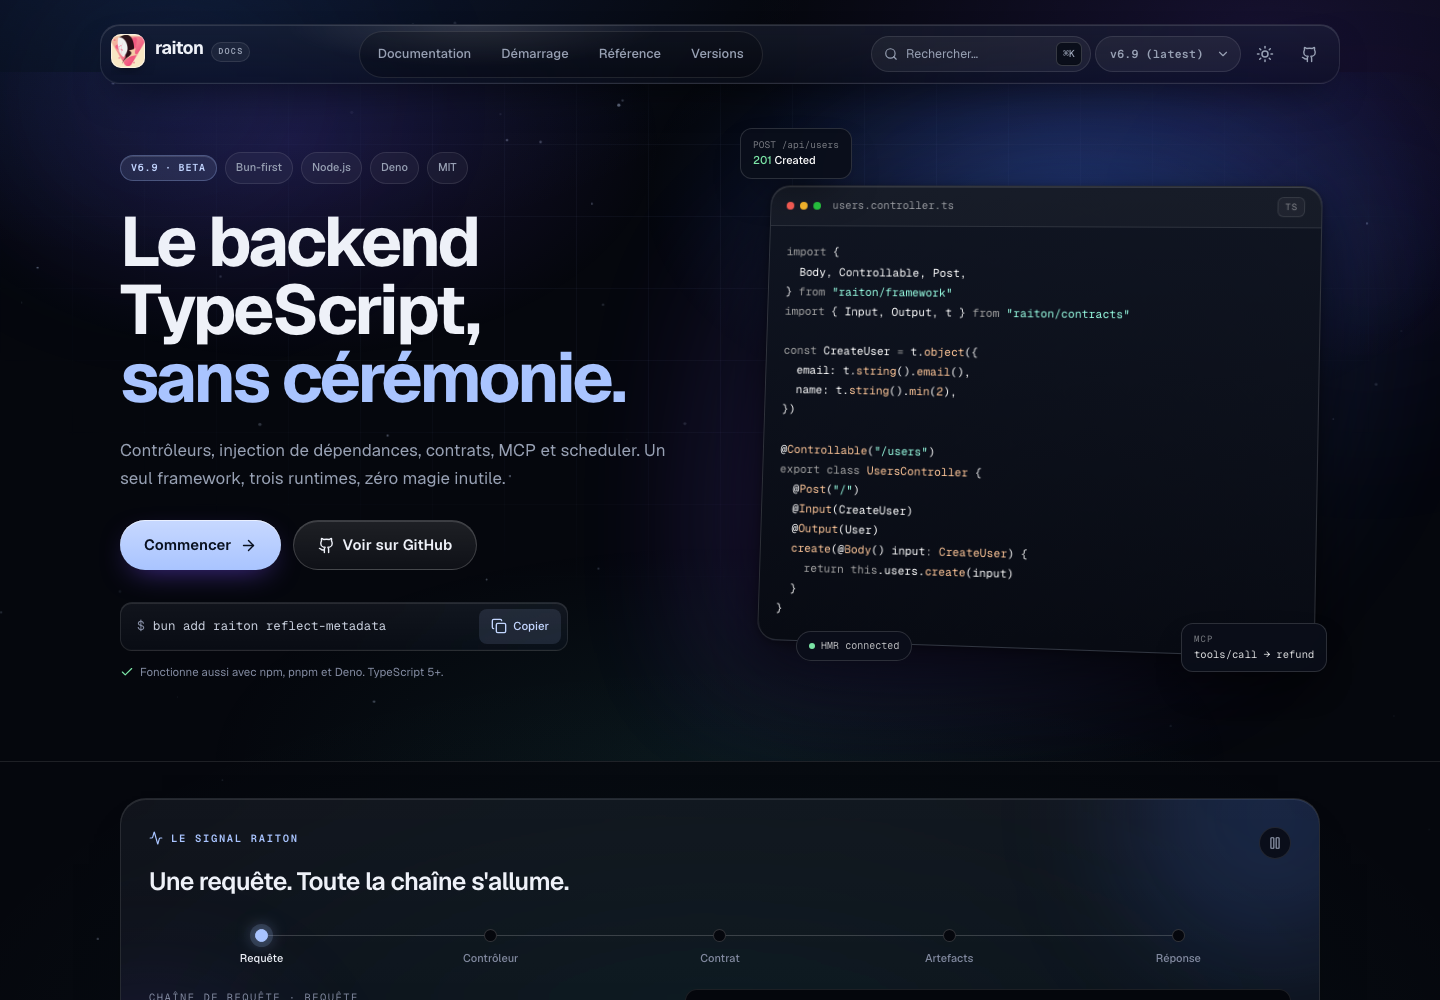 raiton DOCS
Documentation Démarrage Référence Versions
Rechercher... ⌘K
v6.9 (latest)
V6.9 · BETA Bun-first Node.js Deno MIT
Le backend
TypeScript,
sans cérémonie.
Contrôleurs, injection de dépendances, contrats, MCP et scheduler. Un
seul framework, trois runtimes, zéro magie inutile.
Commencer → Voir sur GitHub
$ bun add raiton reflect-metadata Copier
Fonctionne aussi avec npm, pnpm et Deno. TypeScript 5+.
POST /api/users
201 Created
users.controller.ts TS
import {
  Body, Controllable, Post,
} from "raiton/framework"
import { Input, Output, t } from "raiton/contracts"
const CreateUser = t.object({
  email: t.string().email(),
  name: t.string().min(2),
})
@Controllable("/users")
export class UsersController {
  @Post("/")
  @Input(CreateUser)
  @Output(User)
  create(@Body() input: CreateUser) {
    return this.users.create(input)
  }
}
HMR connected
MCP
tools/call → refund
LE SIGNAL RAITON
Une requête. Toute la chaîne s'allume.
Requête Contrôleur Contrat Artefacts Réponse
CHAÎNE DE REQUÊTE · REQUÊTE